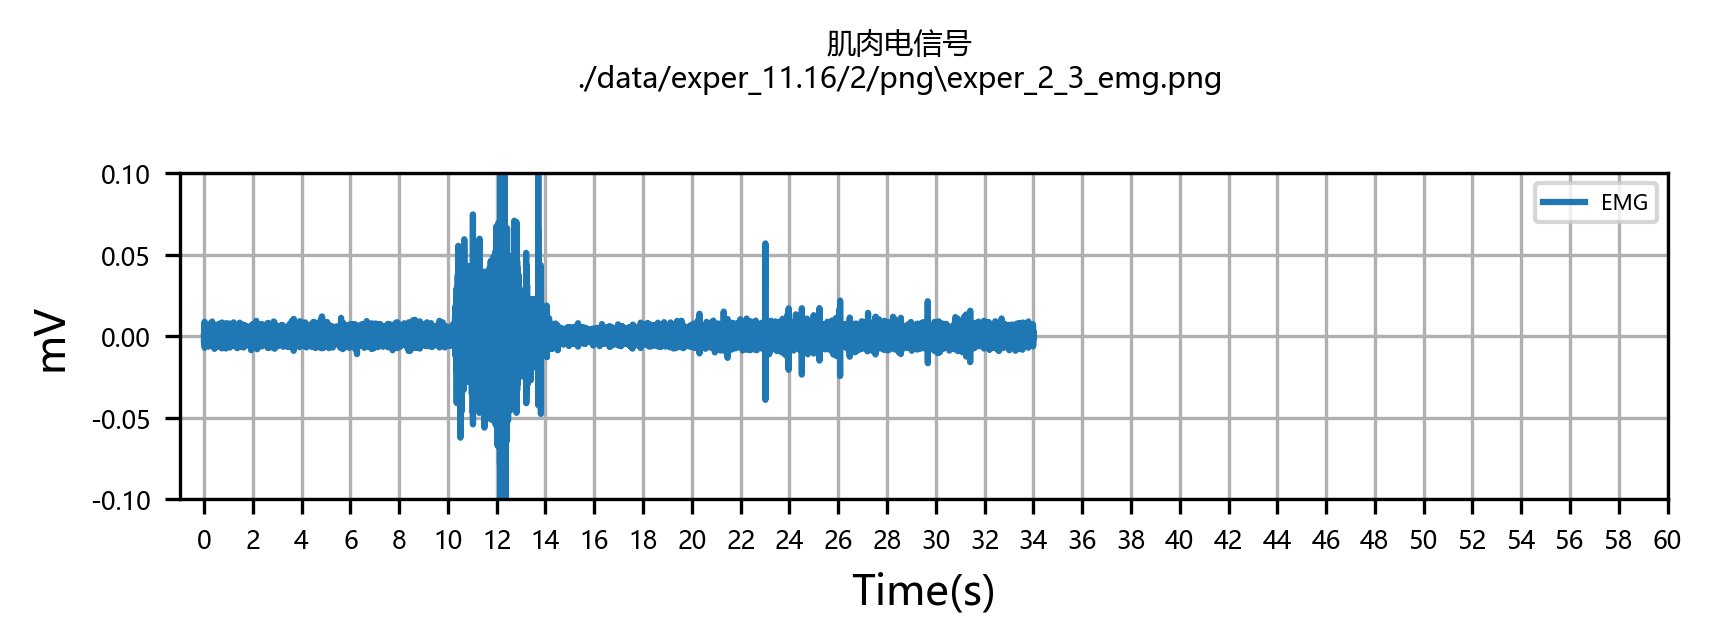 肌肉电信号
./data/exper_11.16/2/png\exper_2_3_emg.png
0.10
0.05
0.00
-0.05
-0.10
mV
EMG
0 2 4 6 8 10 12 14 16 18 20 22 24 26 28 30 32 34 36 38 40 42 44 46 48 50 52 54 56 58 60
Time(s)